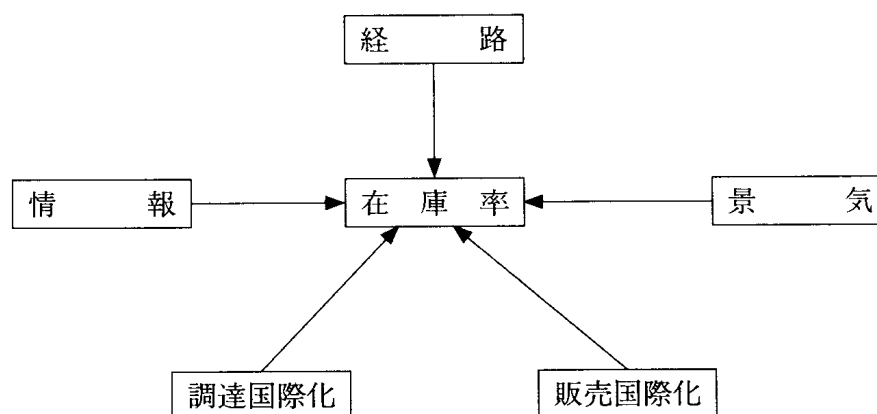 経路
情報
在庫率
景気
調達国際化
販売国際化